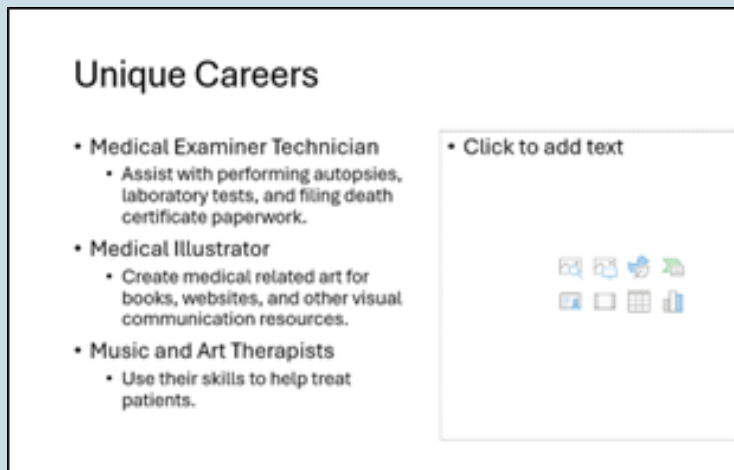 Unique Careers
• Medical Examiner Technician
• Assist with performing autopsies,
laboratory tests, and filing death
certificate paperwork.
• Medical Illustrator
• Create medical related art for
books, websites, and other visual
communication resources.
• Music and Art Therapists
• Use their skills to help treat
patients.
• Click to add text